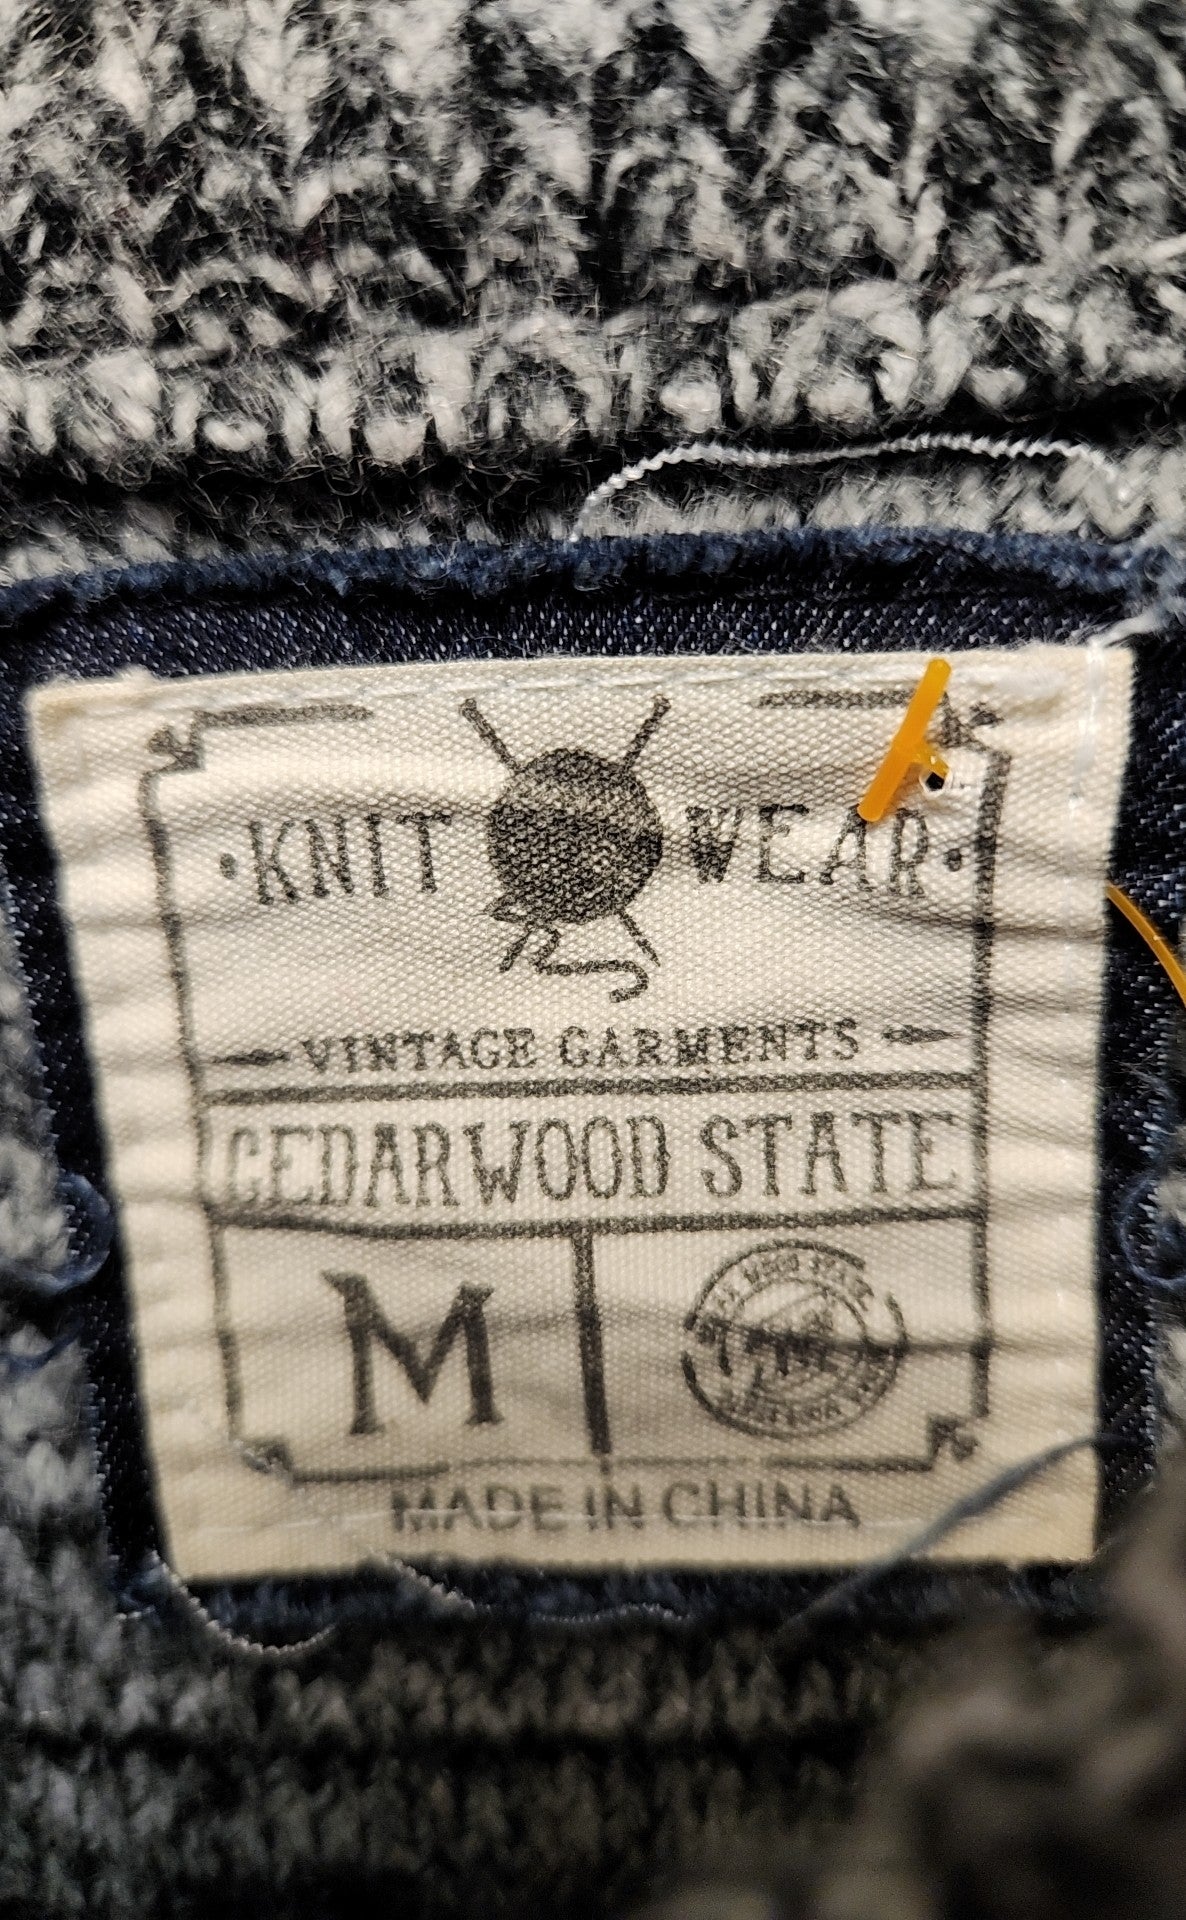 ·KNIT WEAR·
VINTAGE GARMENTS
CEDARWOOD STATE
M
MADE IN CHINA